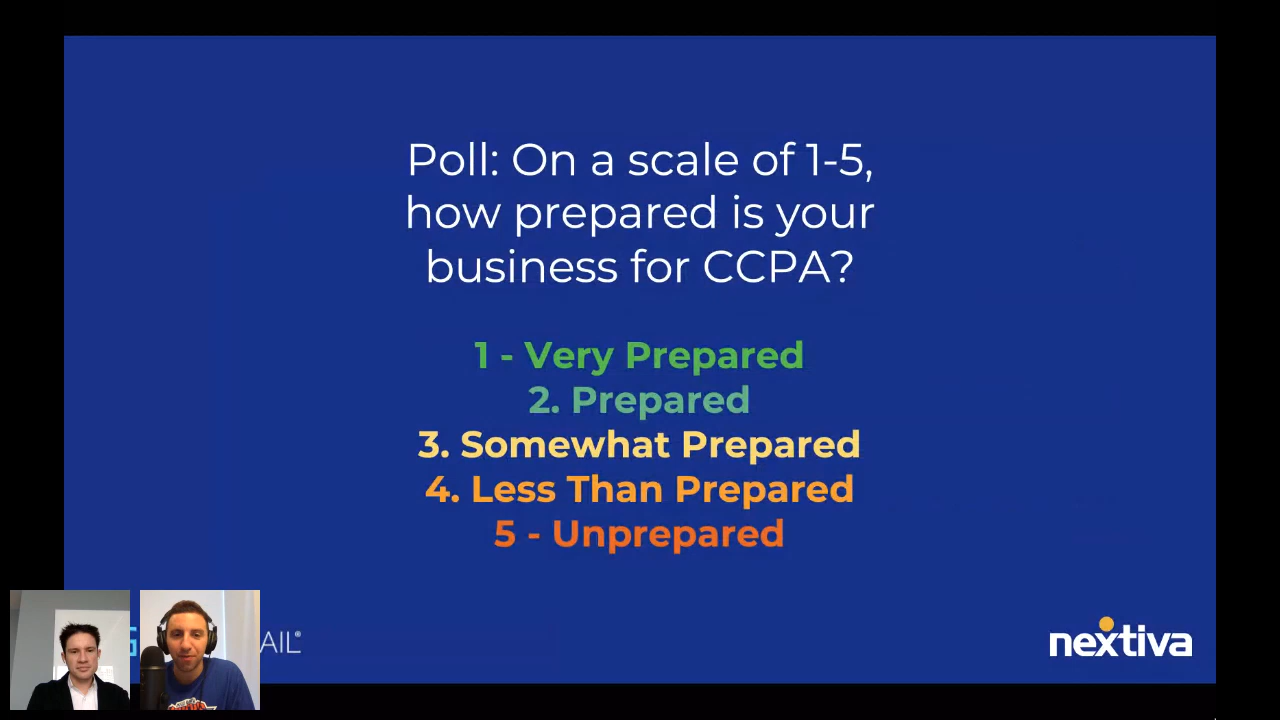 Poll: On a scale of 1-5,
how prepared is your
business for CCPA?
1 - Very Prepared
2. Prepared
3. Somewhat Prepared
4. Less Than Prepared
5 - Unprepared
AIL®
nextiva